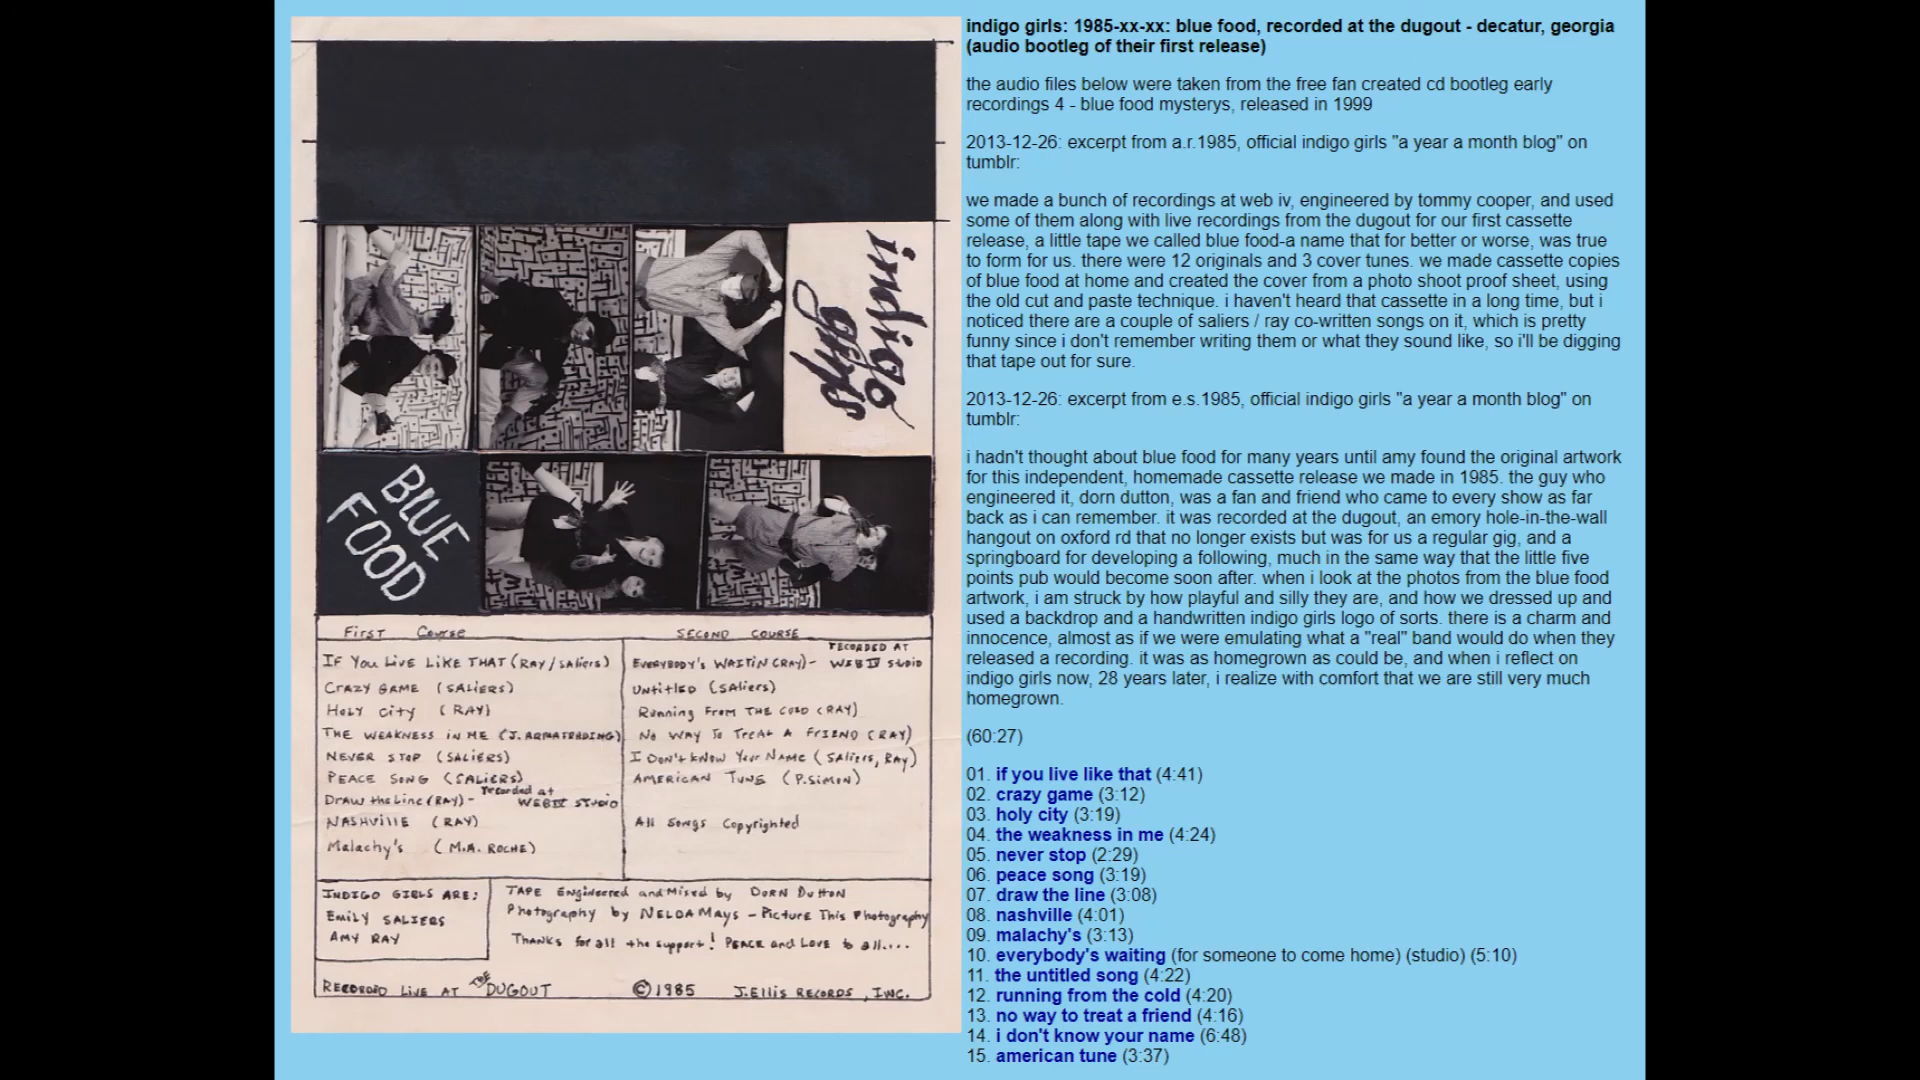 indigo
girls
BLUE
FOOD
First Course
IF YOU LIVE LIKE THAT (RAY/SALIERS)
CRAZY GAME (SALIERS)
HOLY CITY (RAY)
THE WEAKNESS IN ME (J. ARMATRADING)
NEVER STOP (SALIERS)
PEACE SONG (SALIERS)
Draw the Line (RAY) - recorded at WEB IV STUDIO
NASHVILLE (RAY)
Malachy's (M.A. ROCHE)
SECOND COURSE
EVERYBODY'S WAITIN (RAY) - RECORDED AT WEB IV STUDIO
UNTITLED (SALIERS)
Running FROM THE COLD (RAY)
NO WAY TO TREAT A FRIEND (RAY)
I DON'T KNOW YOUR NAME (SALIERS, RAY)
AMERICAN TUNE (P. SIMON)
All Songs Copyrighted
INDIGO GIRLS ARE:
EMILY SALIERS
AMY RAY
TAPE Engineered and Mixed by DORN DUTTON
Photography by NELDA MAYS - PICTURE THIS Photography
THANKS for all the support! PEACE and LOVE to all....
RECORDED LIVE AT THE DUGOUT ©1985 J. ELLIS RECORDS, INC.
indigo girls: 1985-xx-xx: blue food, recorded at the dugout - decatur, georgia
(audio bootleg of their first release)
the audio files below were taken from the free fan created cd bootleg early
recordings 4 - blue food mysterys, released in 1999
2013-12-26: excerpt from a.r.1985, official indigo girls "a year a month blog" on
tumblr:
we made a bunch of recordings at web iv, engineered by tommy cooper, and used
some of them along with live recordings from the dugout for our first cassette
release, a little tape we called blue food-a name that for better or worse, was true
to form for us. there were 12 originals and 3 cover tunes. we made cassette copies
of blue food at home and created the cover from a photo shoot proof sheet, using
the old cut and paste technique. i haven't heard that cassette in a long time, but i
noticed there are a couple of saliers / ray co-written songs on it, which is pretty
funny since i don't remember writing them or what they sound like, so i'll be digging
that tape out for sure.
2013-12-26: excerpt from e.s.1985, official indigo girls "a year a month blog" on
tumblr:
i hadn't thought about blue food for many years until amy found the original artwork
for this independent, homemade cassette release we made in 1985. the guy who
engineered it, dorn dutton, was a fan and friend who came to every show as far
back as i can remember. it was recorded at the dugout, an emory hole-in-the-wall
hangout on oxford rd that no longer exists but was for us a regular gig, and a
springboard for developing a following, much in the same way that the little five
points pub would become soon after. when i look at the photos from the blue food
artwork, i am struck by how playful and silly they are, and how we dressed up and
used a backdrop and a handwritten indigo girls logo of sorts. there is a charm and
innocence, almost as if we were emulating what a "real" band would do when they
released a recording. it was as homegrown as could be, and when i reflect on
indigo girls now, 28 years later, i realize with comfort that we are still very much
homegrown.
(60:27)
01. if you live like that (4:41)
02. crazy game (3:12)
03. holy city (3:19)
04. the weakness in me (4:24)
05. never stop (2:29)
06. peace song (3:19)
07. draw the line (3:08)
08. nashville (4:01)
09. malachy's (3:13)
10. everybody's waiting (for someone to come home) (studio) (5:10)
11. the untitled song (4:22)
12. running from the cold (4:20)
13. no way to treat a friend (4:16)
14. i don't know your name (6:48)
15. american tune (3:37)